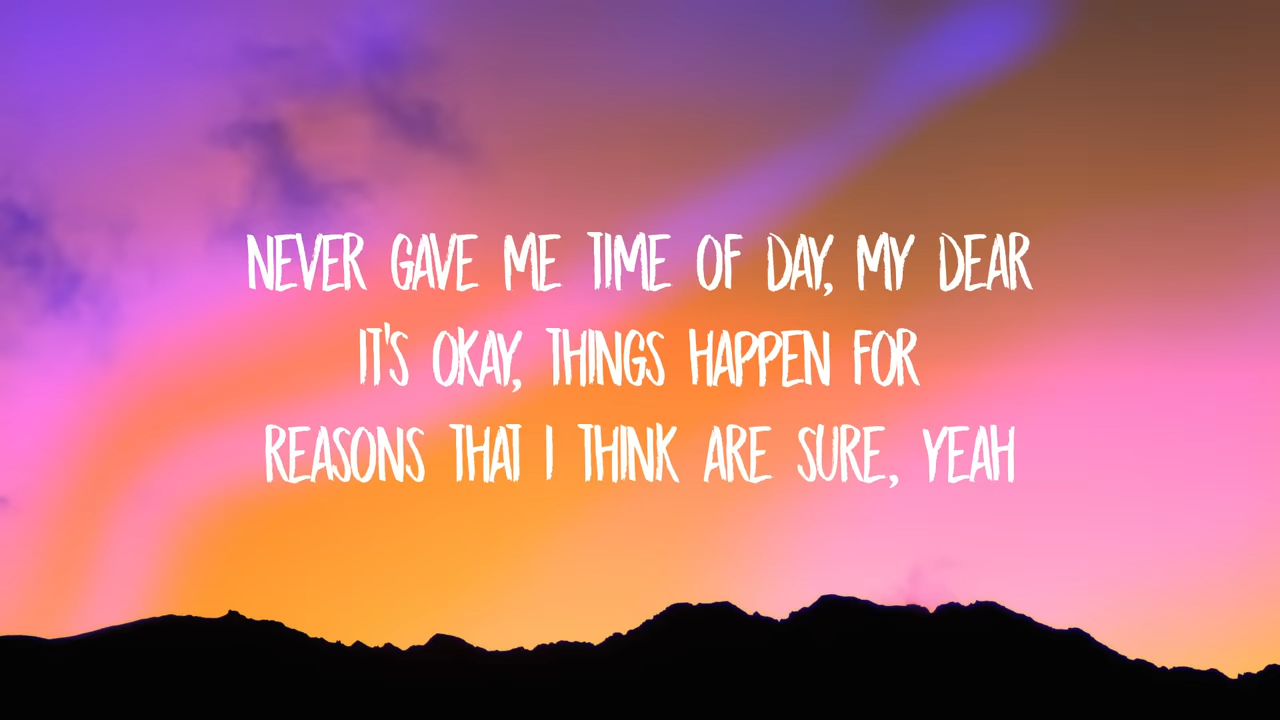 NEVER GAVE ME TIME OF DAY, MY DEAR
IT'S OKAY, THINGS HAPPEN FOR
REASONS THAT I THINK ARE SURE, YEAH